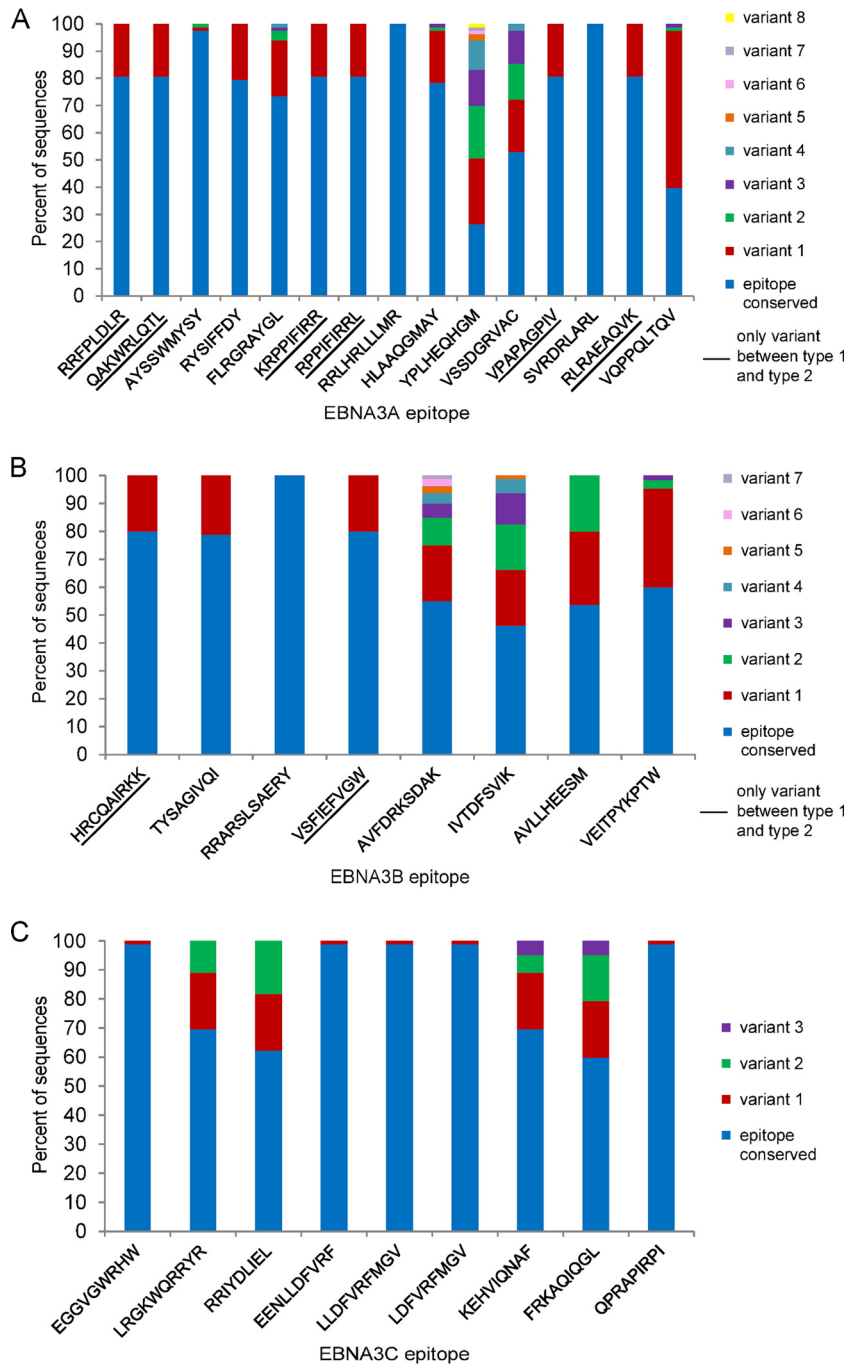 A
Percent of sequences
100
90
80
70
60
50
40
30
20
10
0
RRFPLDLR
QAKWRLQTL
AYSSWMYSY
RYSIFFDY
FLRGRAYGL
KRPPIFIRR
RPPIFIRRL
RRLHRLLLMR
HLAAQGMAY
YPLHEQHGM
VSSDGRVAC
VPAPAGPIV
SVRDRLARL
RLRAEAQVK
VQPPQLTQV
EBNA3A epitope
variant 8
variant 7
variant 6
variant 5
variant 4
variant 3
variant 2
variant 1
epitope
conserved
only variant
between type 1
and type 2
B
Percent of sequneces
100
90
80
70
60
50
40
30
20
10
0
HRCQAIRKK
TYSAGIVQI
RRARSLSAERY
VSFIEFVGW
AVFDRKSDAK
IVTDFSVIK
AVLLHEESM
VEITPYKPTW
EBNA3B epitope
variant 7
variant 6
variant 5
variant 4
variant 3
variant 2
variant 1
epitope
conserved
only variant
between type 1
and type 2
C
Percent of sequences
100
90
80
70
60
50
40
30
20
10
0
EGGVGWRHW
LRGKWQRRYR
RRIYDLIEL
EENLLDFVRF
LLDFVRFMGV
LDFVRFMGV
KEHVIQNAF
FRKAQIQGL
QPRAPIRPI
EBNA3C epitope
variant 3
variant 2
variant 1
epitope
conserved